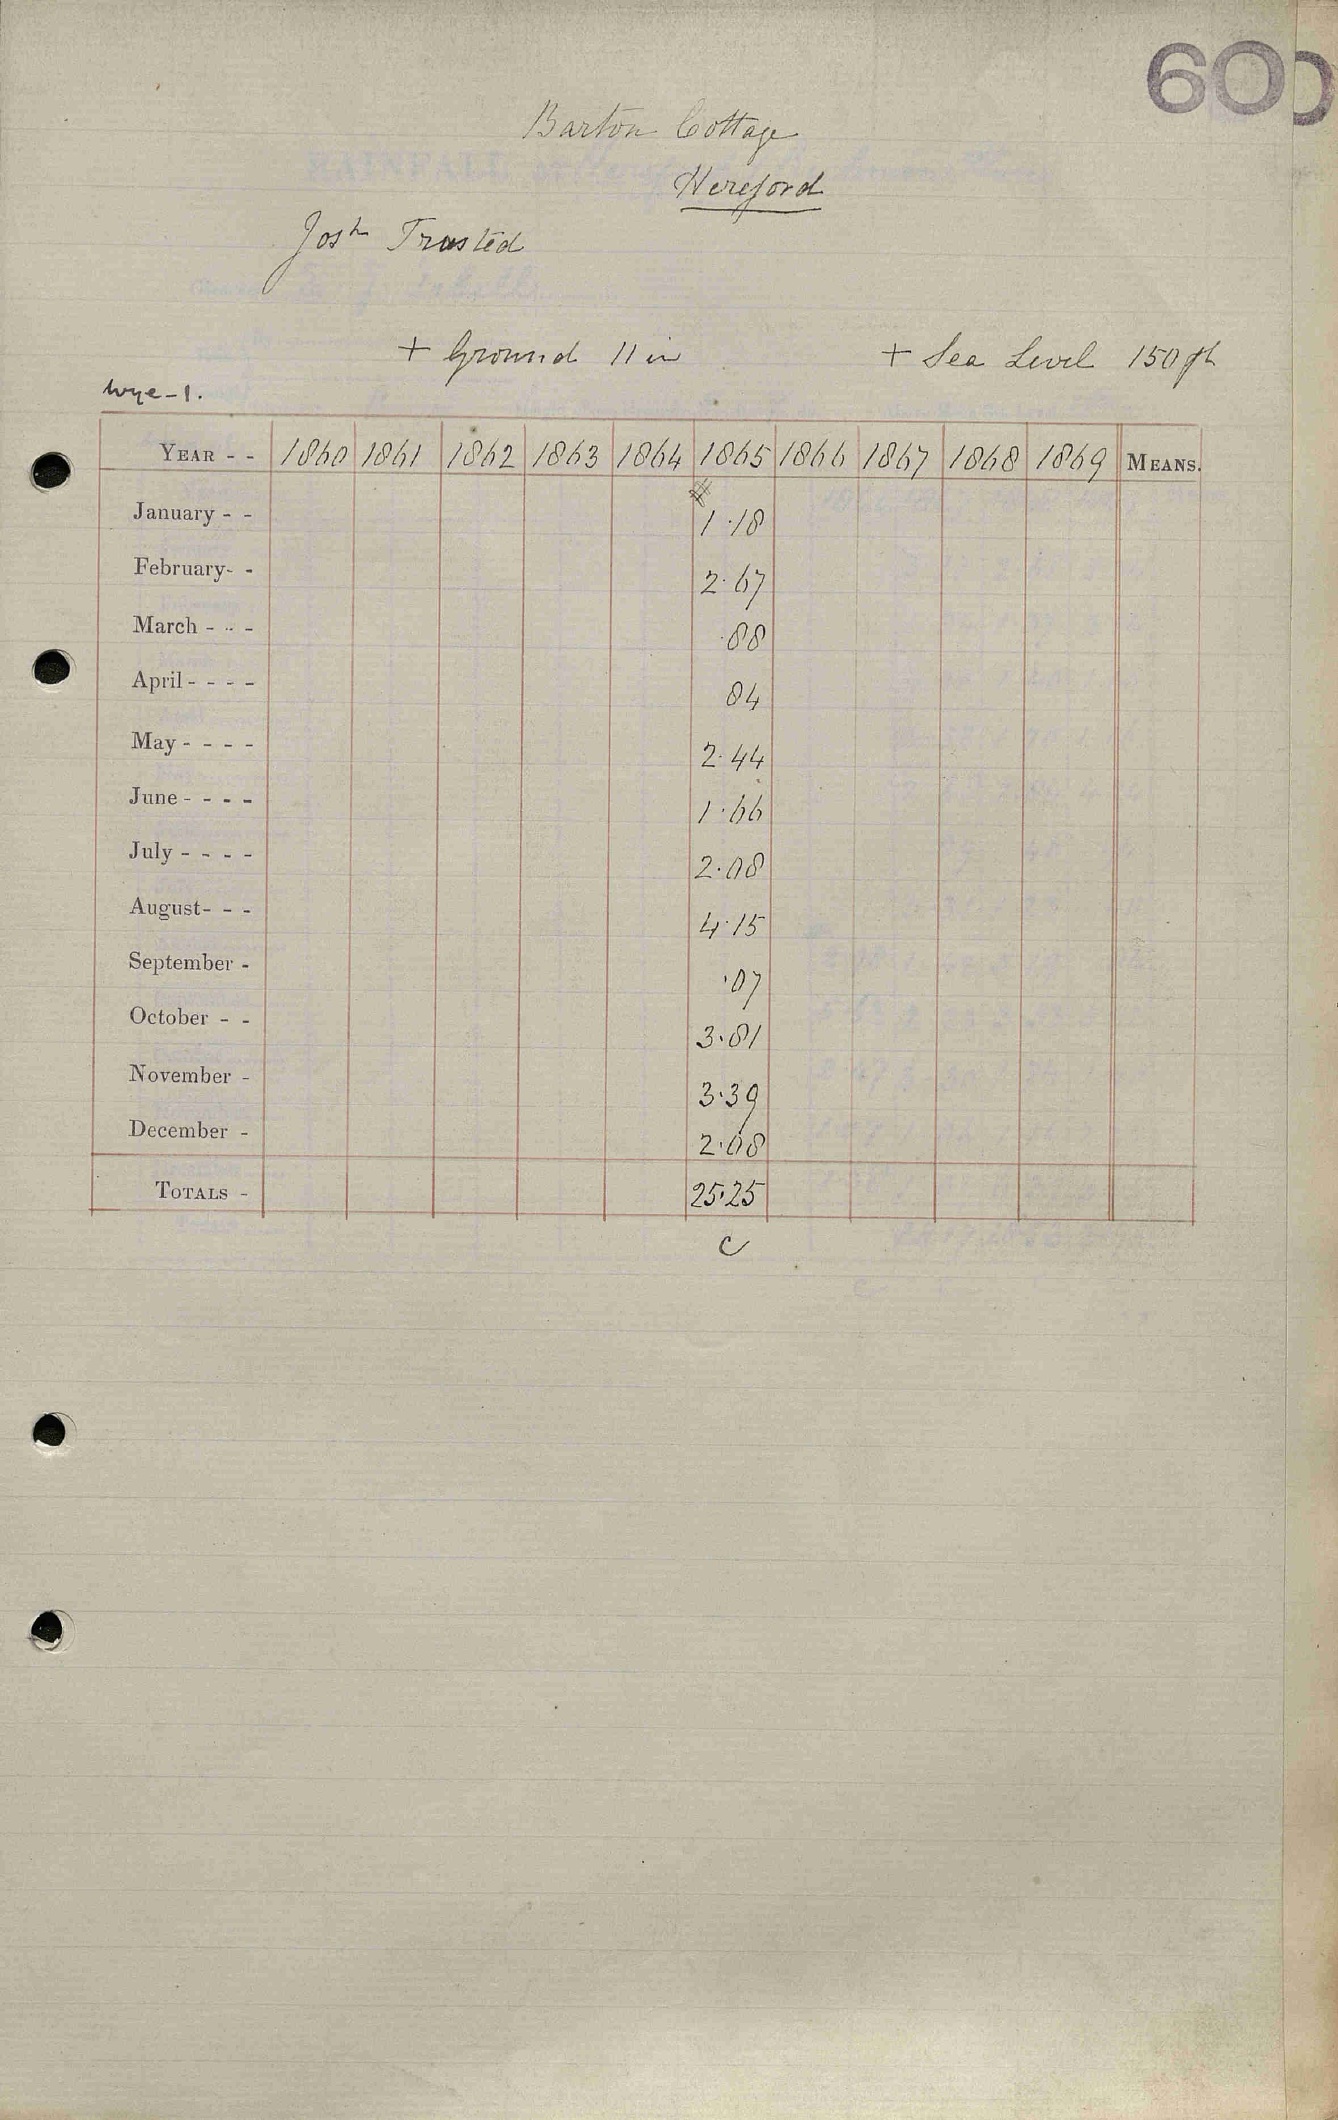 600
Barton Cottage
Hereford
Josh Trusted
+ Ground 11 in + Sea Level 150 ft
Wye-1.
YEAR - - 1860 1861 1862 1863 1864 1865 1866 1867 1868 1869 MEANS.
January - - 1.18
February- - 2.67
March - - - .88
April - - - - 84
May - - - - 2.44
June - - - - 1.66
July - - - - 2.08
August- - - 4.15
September - .07
October - - 3.81
November - 3.39
December - 2.08
TOTALS - 25.25
C